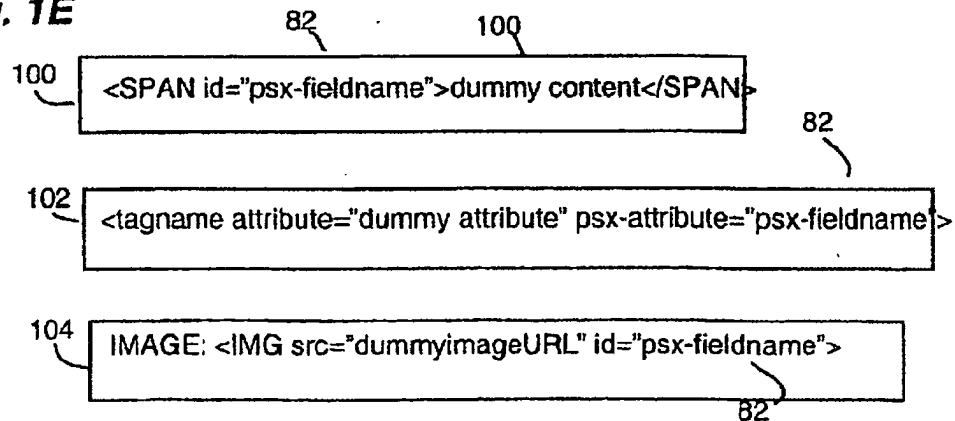 . 1E
82 100
100 <SPAN id="psx-fieldname">dummy content</SPAN>
82
102 <tagname attribute="dummy attribute" psx-attribute="psx-fieldname">
104 IMAGE: <IMG src="dummyimageURL" id="psx-fieldname">
82